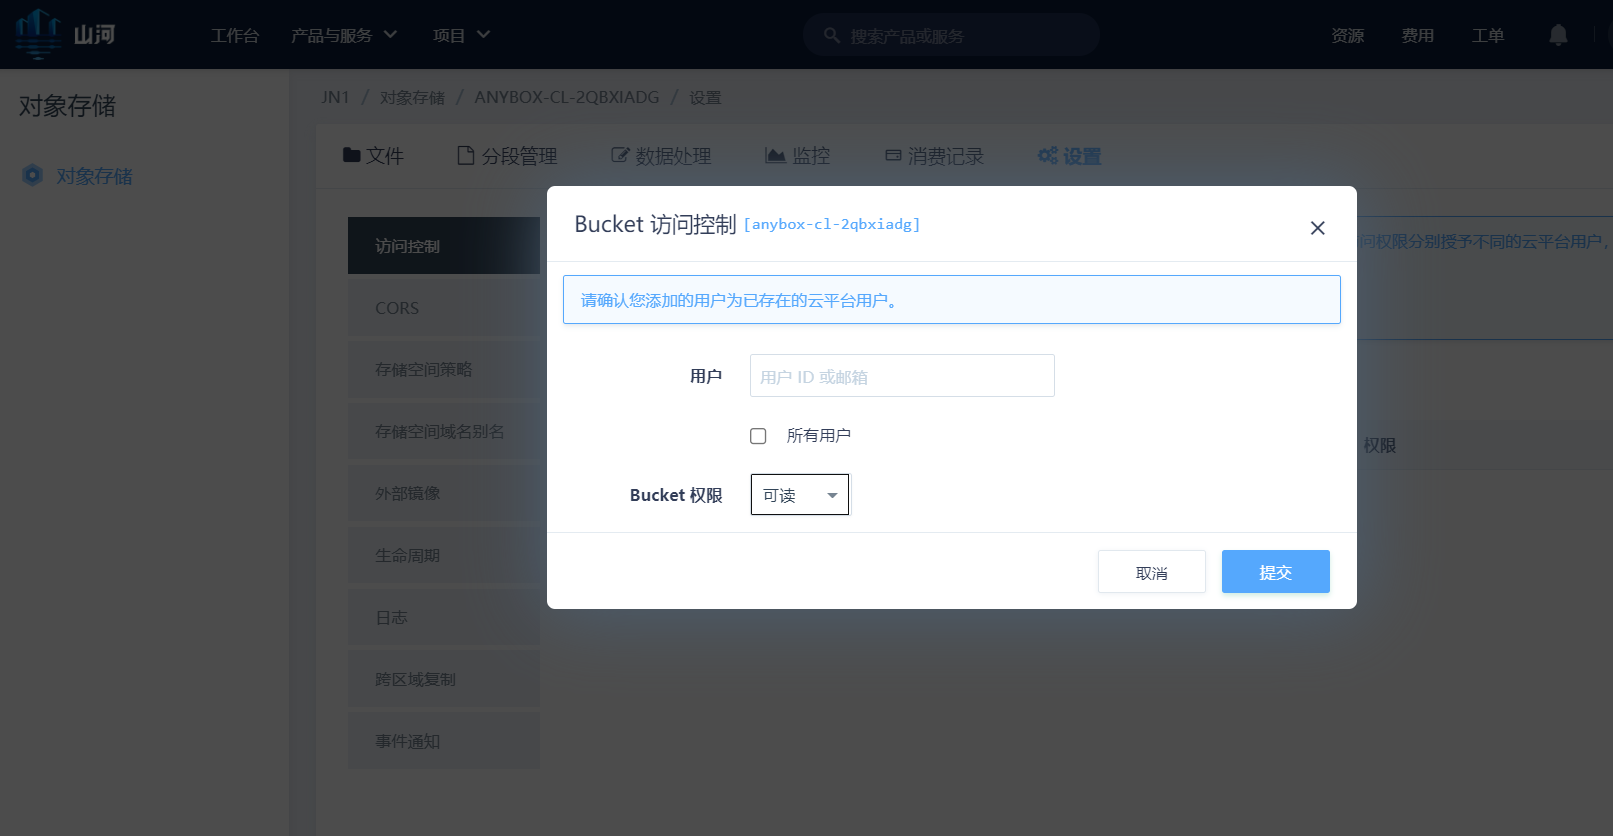 山河
工作台 产品与服务 项目 搜索产品或服务 资源 费用 工单
对象存储
JN1 / 对象存储 / ANYBOX-CL-2QBXIADG / 设置
文件 分段管理 数据处理 监控 消费记录 设置
对象存储
访问控制
CORS
存储空间策略
存储空间域名别名
外部镜像
生命周期
日志
跨区域复制
事件通知
Bucket 访问控制 [anybox-cl-2qbxiadg]
请确认您添加的用户为已存在的云平台用户。
用户 用户 ID 或邮箱
所有用户
Bucket 权限 可读
取消 提交
问权限分别授予不同的云平台用户,
权限